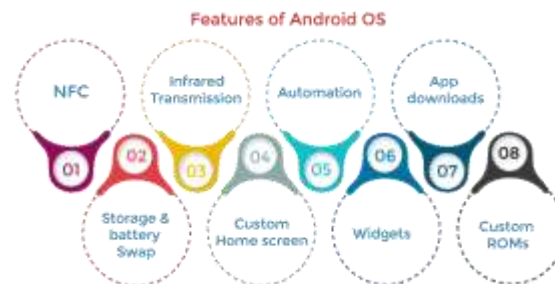 Features of Android OS
NFC
01
Storage &
battery
Swap
02
Infrared
Transmission
03
Custom
Home screen
04
Automation
05
Widgets
06
App
downloads
07
Custom
ROMs
08